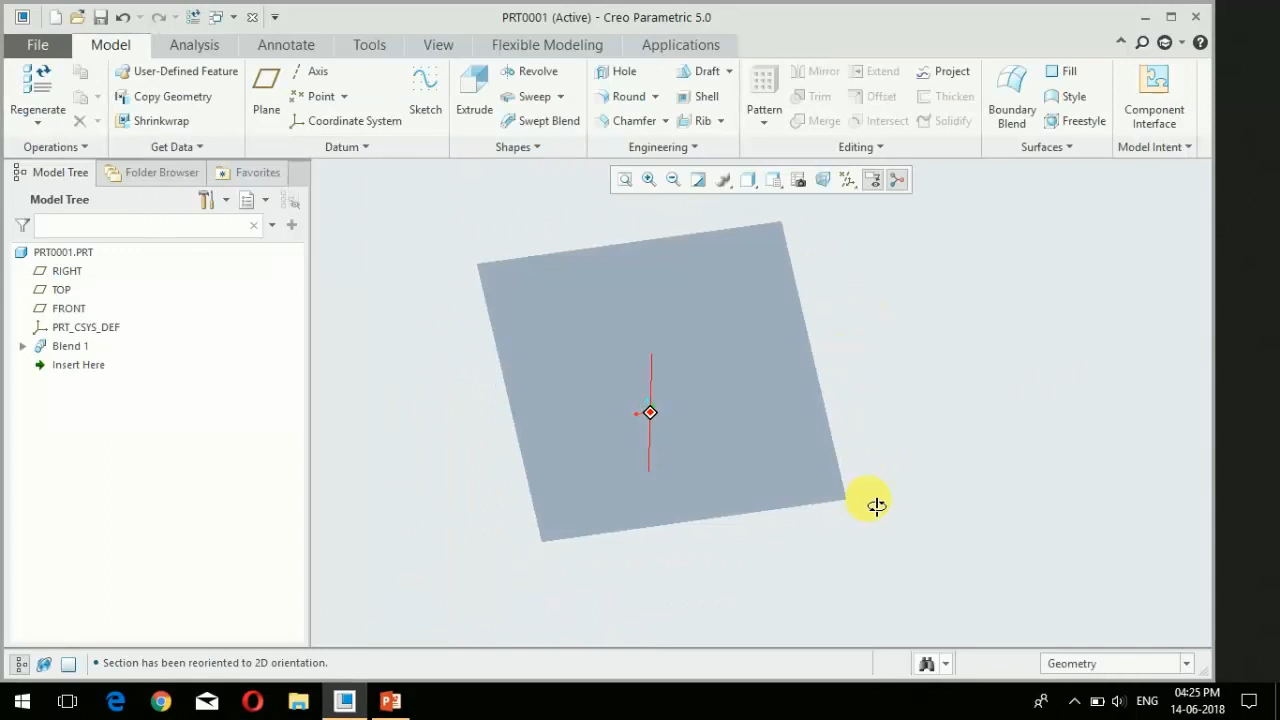 PRT0001 (Active) - Creo Parametric 5.0
File Model Analysis Annotate Tools View Flexible Modeling Applications
Regenerate
Operations
User-Defined Feature
Copy Geometry
Shrinkwrap
Get Data
Plane
Axis
Point
Coordinate System
Sketch
Datum
Extrude
Revolve
Sweep
Swept Blend
Shapes
Hole
Round
Chamfer
Draft
Shell
Rib
Engineering
Pattern
Mirror
Trim
Merge
Extend
Offset
Intersect
Project
Thicken
Solidify
Editing
Boundary
Blend
Fill
Style
Freestyle
Surfaces
Component
Interface
Model Intent
Model Tree Folder Browser Favorites
Model Tree
PRT0001.PRT
RIGHT
TOP
FRONT
PRT_CSYS_DEF
Blend 1
Insert Here
• Section has been reoriented to 2D orientation.
Geometry
ENG
04:25 PM
14-06-2018